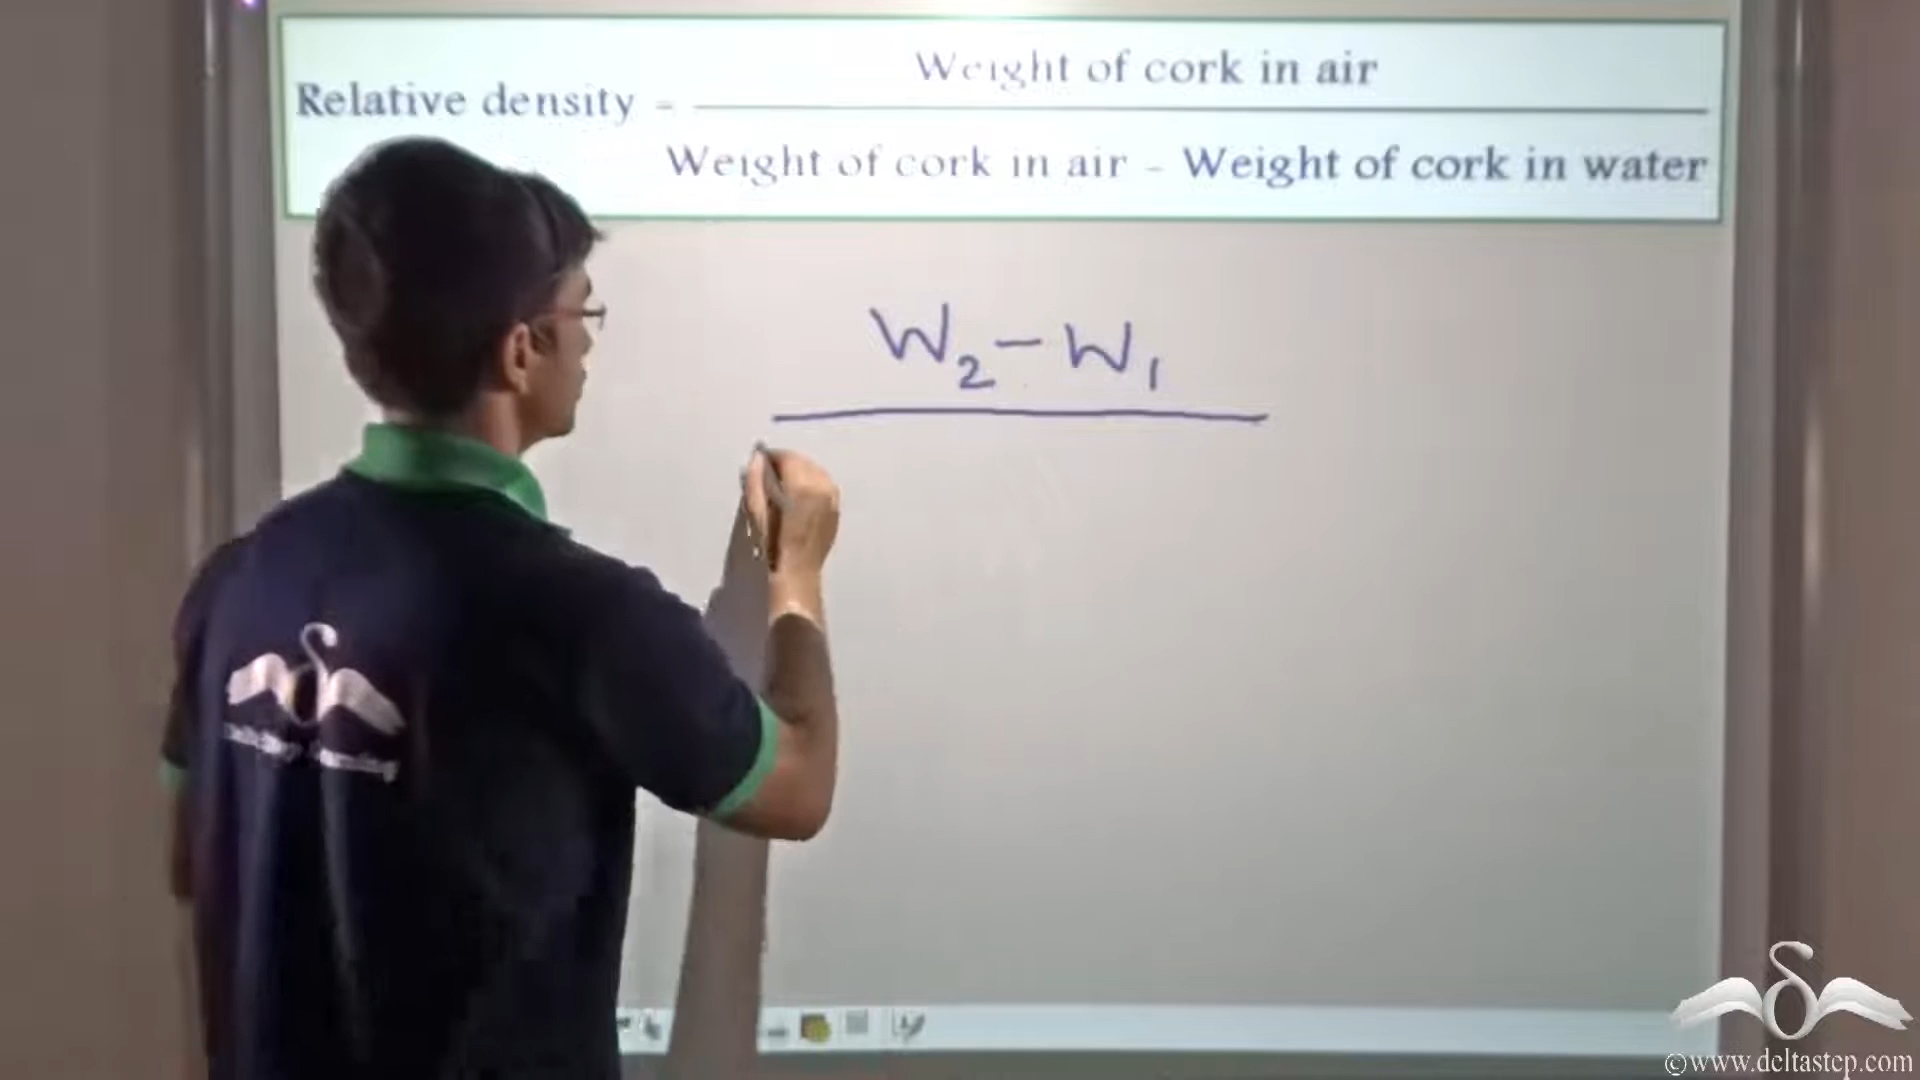 Weight of cork in air
Relative density =
Weight of cork in air - Weight of cork in water
W₂ - W₁
©www.deltastep.com